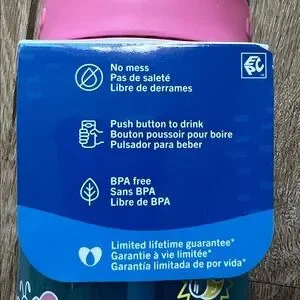 No mess
Pas de saleté
Libre de derrames
Push button to drink
Bouton poussoir pour boire
Pulsador para beber
BPA free
Sans BPA
Libre de BPA
Limited lifetime guarantee*
Garantie à vie limitée*
Garantía limitada de por vida*